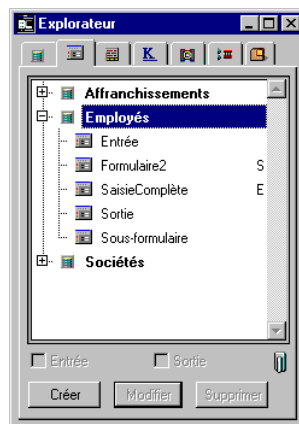 Explorateur
K
Affranchissements
Employés
Entrée
Formulaire2 S
SaisieComplète E
Sortie
Sous-formulaire
Sociétés
Entrée Sortie
Créer Modifier Supprimer